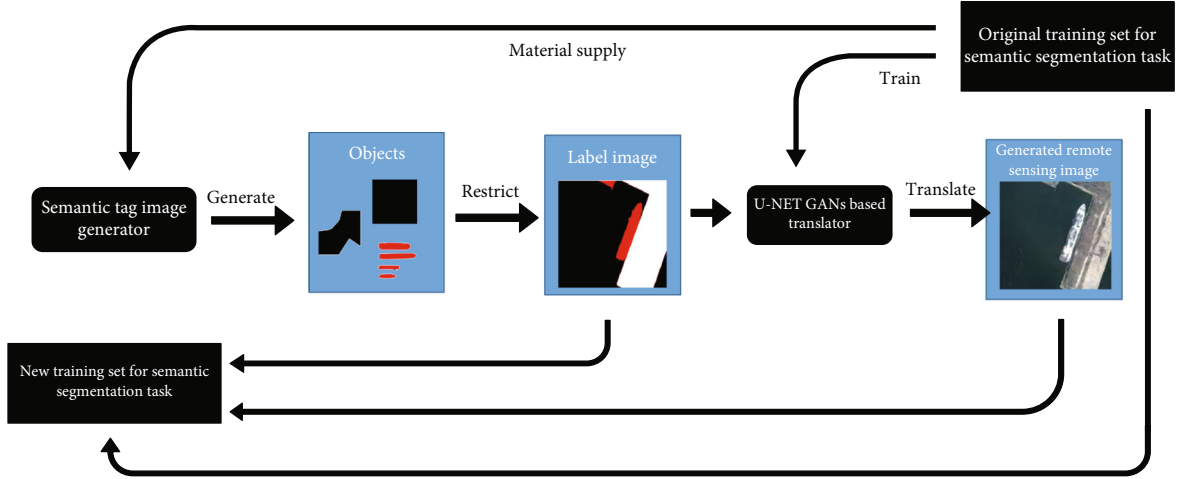 Original training set for
semantic segmentation task
Material supply
Train
Semantic tag image
generator
Generate
Objects
Restrict
Label image
U-NET GANs based
translator
Translate
Generated remote
sensing image
New training set for semantic
segmentation task